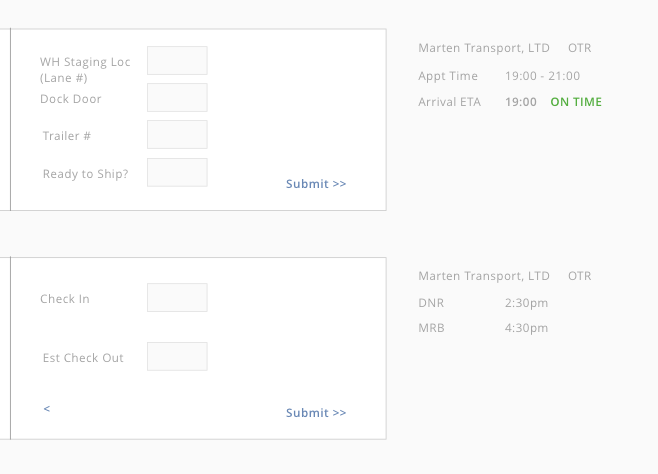 WH Staging Loc
(Lane #)
Dock Door
Trailer #
Ready to Ship?
Submit >>
Marten Transport, LTD OTR
Appt Time 19:00 - 21:00
Arrival ETA 19:00 ON TIME
Check In
Est Check Out
<
Submit >>
Marten Transport, LTD OTR
DNR 2:30pm
MRB 4:30pm